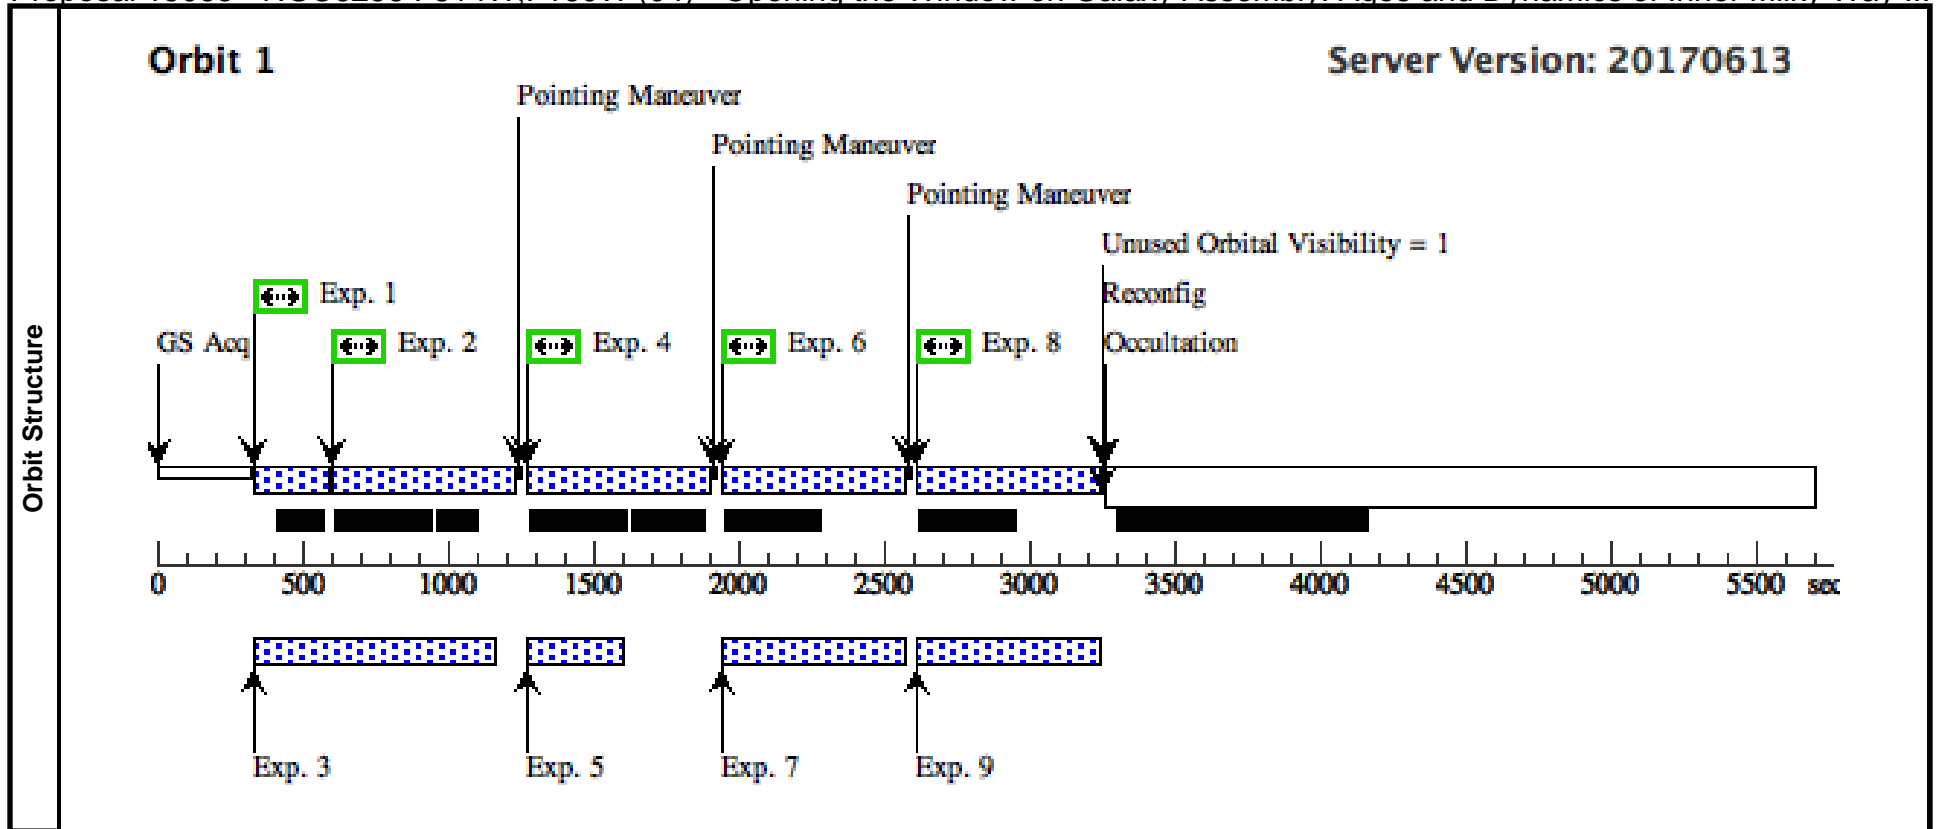 Orbit 1
Server Version: 20170613
Pointing Maneuver
Pointing Maneuver
Pointing Maneuver
Unused Orbital Visibility = 1
Exp. 1
Reconfig
GS Acq
Exp. 2
Exp. 4
Exp. 6
Exp. 8
Occultation
Orbit Structure
0 500 1000 1500 2000 2500 3000 3500 4000 4500 5000 5500 sec
Exp. 3
Exp. 5
Exp. 7
Exp. 9